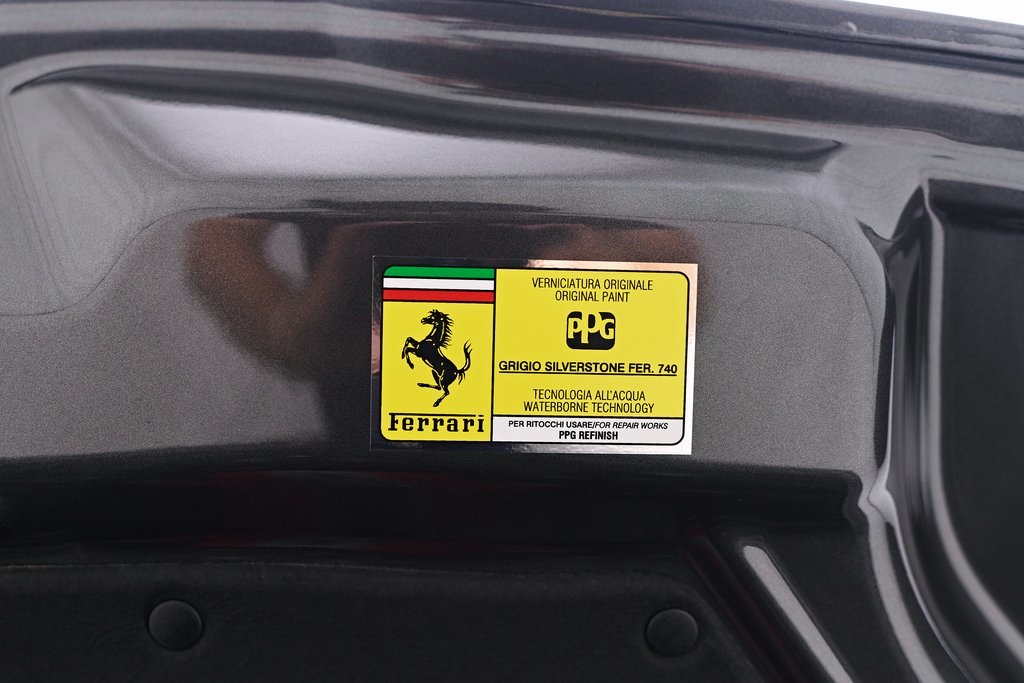 Ferrari
VERNICIATURA ORIGINALE
ORIGINAL PAINT
PPG
GRIGIO SILVERSTONE FER. 740
TECNOLOGIA ALL'ACQUA
WATERBORNE TECHNOLOGY
PER RITOCCHI USARE/FOR REPAIR WORKS
PPG REFINISH